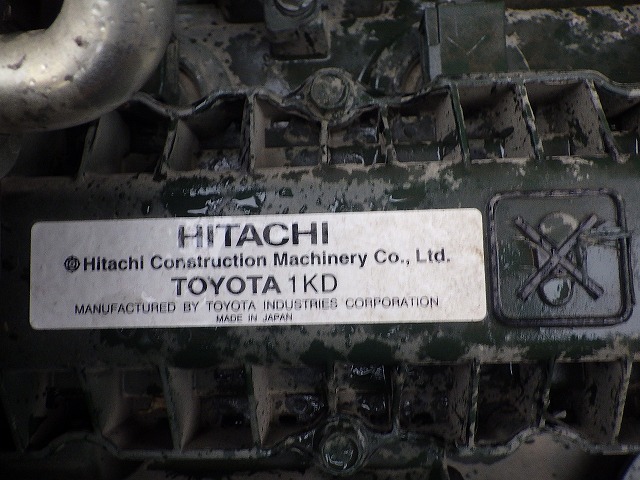 HITACHI
Hitachi Construction Machinery Co., Ltd.
TOYOTA 1KD
MANUFACTURED BY TOYOTA INDUSTRIES CORPORATION
MADE IN JAPAN